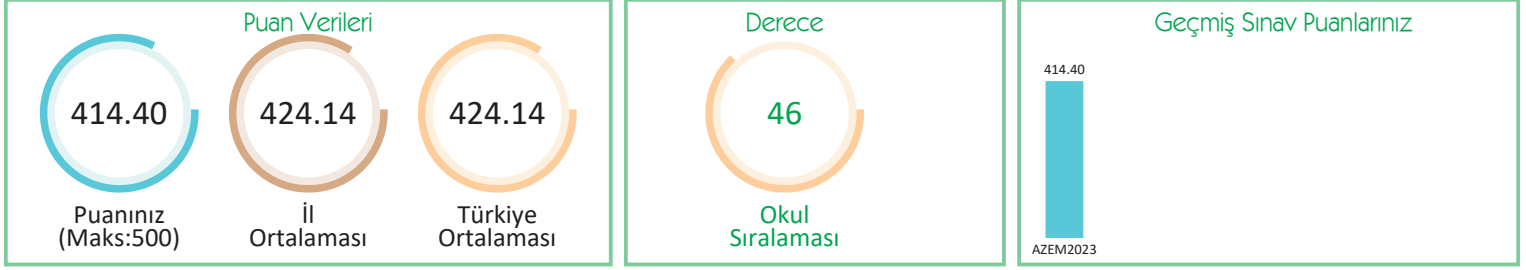 Puan Verileri
414.40
424.14
424.14
Puanınız
(Maks:500)
İl
Ortalaması
Türkiye
Ortalaması
Derece
46
Okul
Sıralaması
Geçmiş Sınav Puanlarınız
414.40
AZEM2023